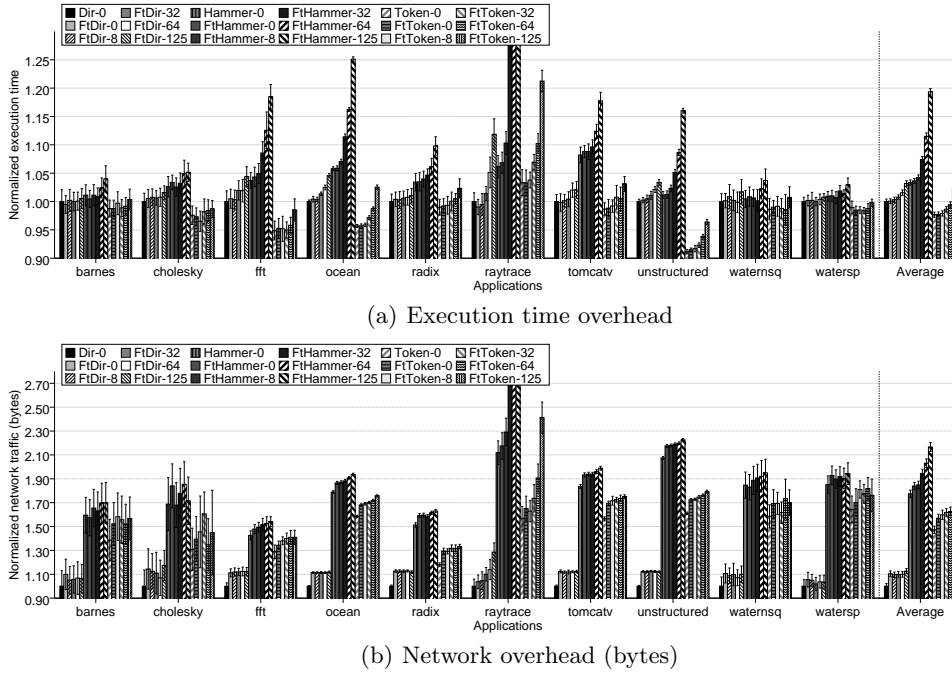 Dir-0 FtDir-32 Hammer-0 FtHammer-32 Token-0 FtToken-32
FtDir-0 FtDir-64 FtHammer-0 FtHammer-64 FtToken-0 FtToken-64
FtDir-8 FtDir-125 FtHammer-8 FtHammer-125 FtToken-8 FtToken-125
Normalized execution time
1.25
1.20
1.15
1.10
1.05
1.00
0.95
0.90
barnes cholesky fft ocean radix raytrace tomcatv unstructured waternsq watersp Average
Applications
(a) Execution time overhead
Dir-0 FtDir-32 Hammer-0 FtHammer-32 Token-0 FtToken-32
FtDir-0 FtDir-64 FtHammer-0 FtHammer-64 FtToken-0 FtToken-64
FtDir-8 FtDir-125 FtHammer-8 FtHammer-125 FtToken-8 FtToken-125
Normalized network traffic (bytes)
2.70
2.50
2.30
2.10
1.90
1.70
1.50
1.30
1.10
0.90
barnes cholesky fft ocean radix raytrace tomcatv unstructured waternsq watersp Average
Applications
(b) Network overhead (bytes)